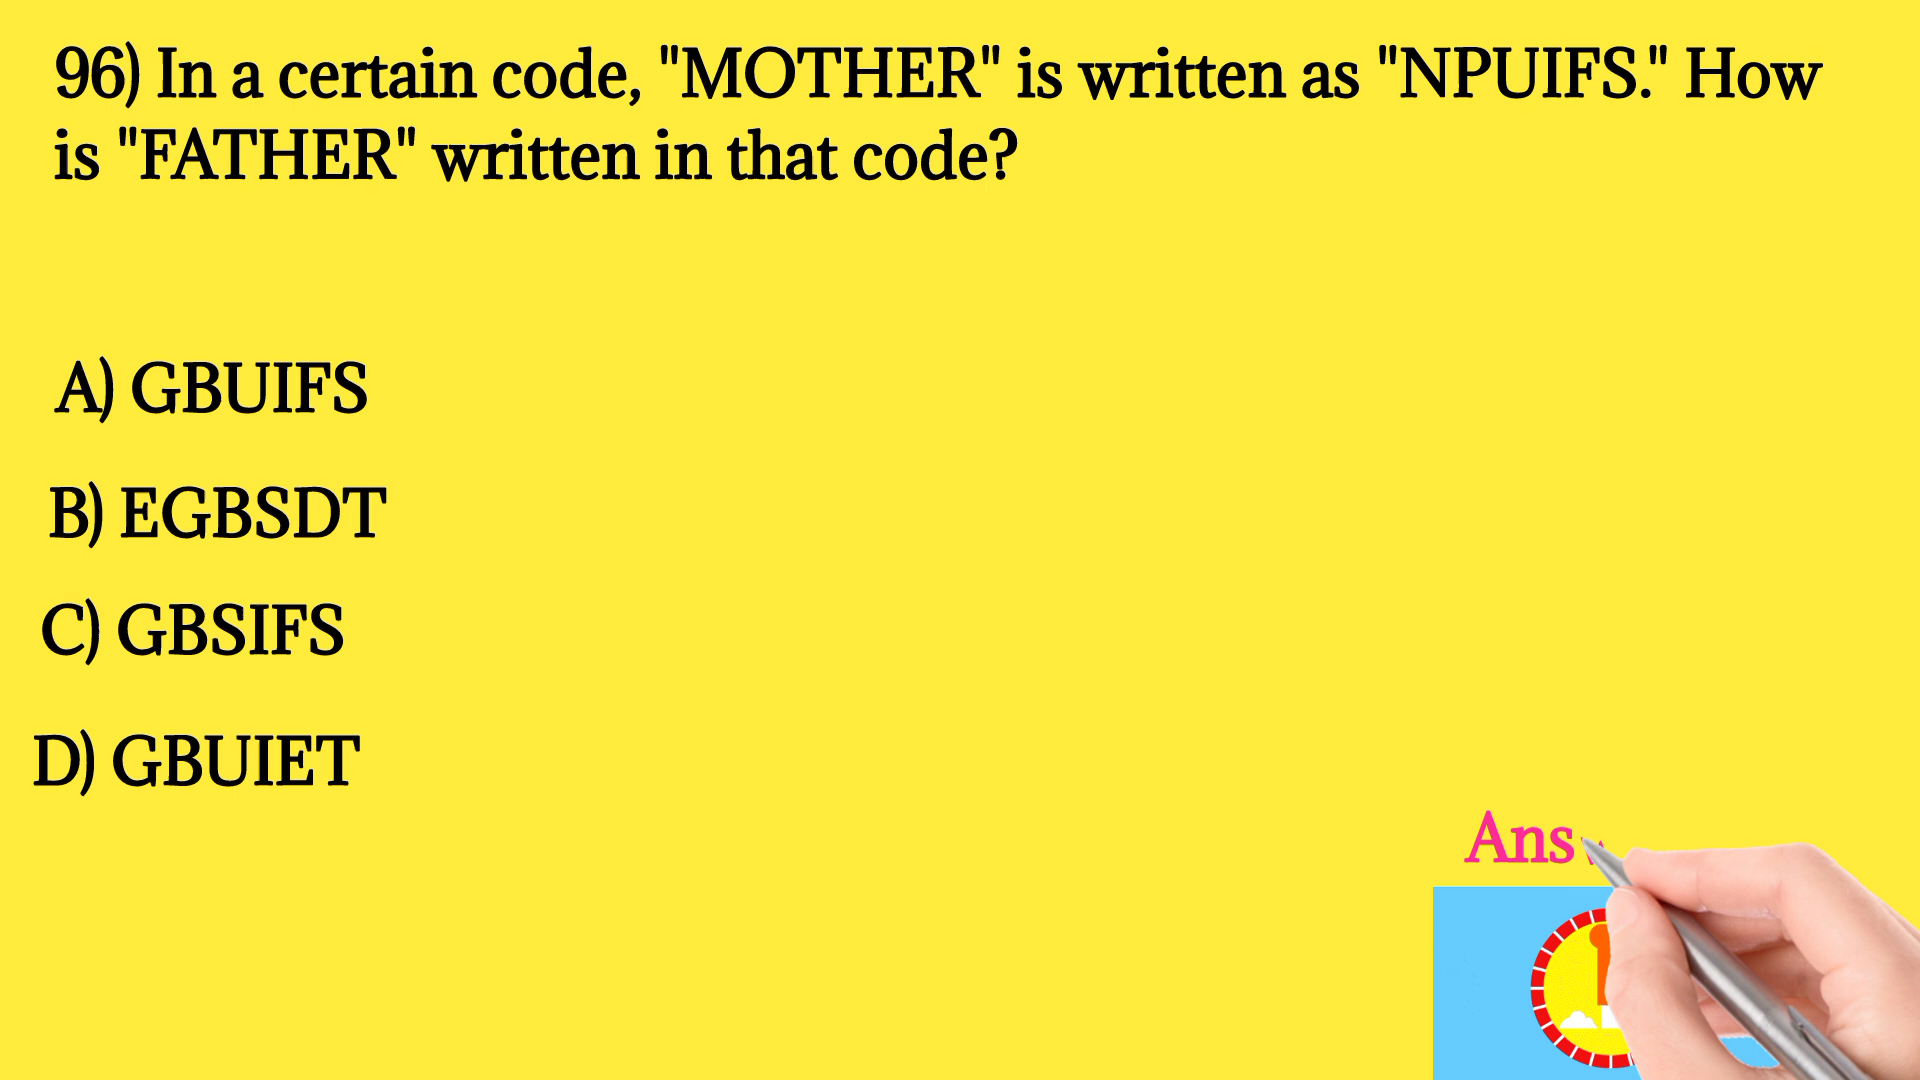 96) In a certain code, "MOTHER" is written as "NPUIFS." How
is "FATHER" written in that code?
A) GBUIFS
B) EGBSDT
C) GBSIFS
D) GBUIET
Ans